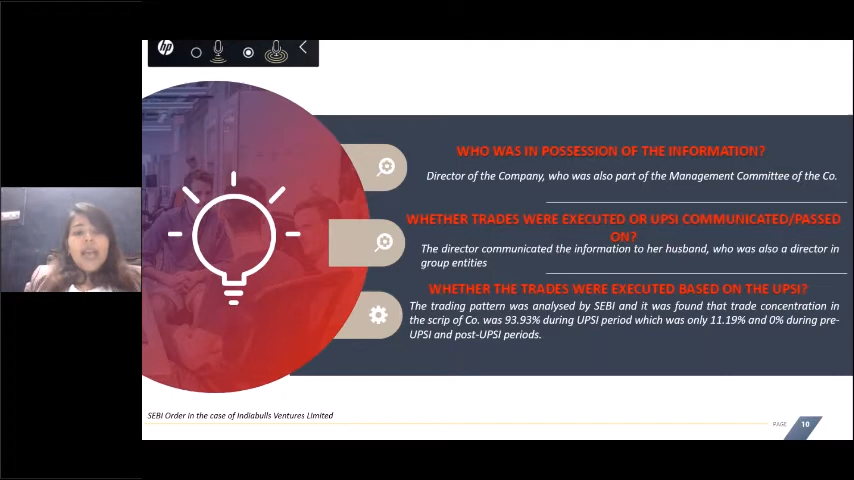 hp
WHO WAS IN POSSESSION OF THE INFORMATION?
Director of the Company, who was also part of the Management Committee of the Co.
WHETHER TRADES WERE EXECUTED OR UPSI COMMUNICATED/PASSED
ON?
The director communicated the information to her husband, who was also a director in
group entities
WHETHER THE TRADES WERE EXECUTED BASED ON THE UPSI?
The trading pattern was analysed by SEBI and it was found that trade concentration in
the scrip of Co. was 93.93% during UPSI period which was only 11.19% and 0% during pre-
UPSI and post-UPSI periods.
SEBI Order in the case of Indiabulls Ventures Limited
PAGE 10